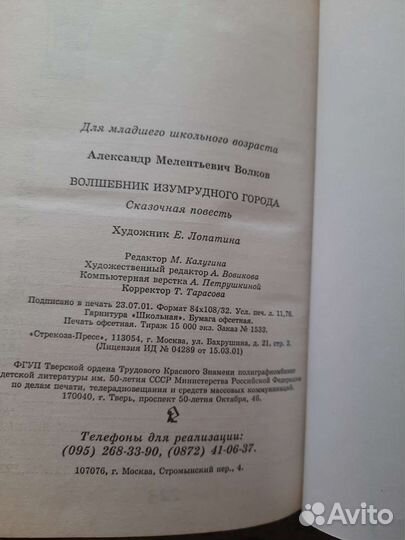 Для младшего школьного возраста
Александр Мелентьевич Волков
ВОЛШЕБНИК ИЗУМРУДНОГО ГОРОДА
Сказочная повесть
Художник Е. Лопатина
Редактор М. Калугина
Художественный редактор А. Вовикова
Компьютерная верстка А. Петрушкиной
Корректор Т. Тарасова
Подписано в печать 23.07.01. Формат 84х108/32. Усл. печ. л. 11,76.
Гарнитура «Школьная». Бумага офсетная.
Печать офсетная. Тираж 15 000 экз. Заказ № 1533.
«Стрекоза-Пресс», 113054, г. Москва, ул. Бахрушина, д. 21, стр. 3.
(Лицензия ИД № 04289 от 15.03.01)
ФГУП Тверской ордена Трудового Красного Знамени полиграфкомбинат
детской литературы им. 50-летия СССР Министерства Российской Федерации
по делам печати, телерадиовещания и средств массовых коммуникаций.
170040, г. Тверь, проспект 50-летия Октября, 46.
Телефоны для реализации:
(095) 268-33-90, (0872) 41-06-37.
107076, г. Москва, Стромынский пер., 4.
Avito